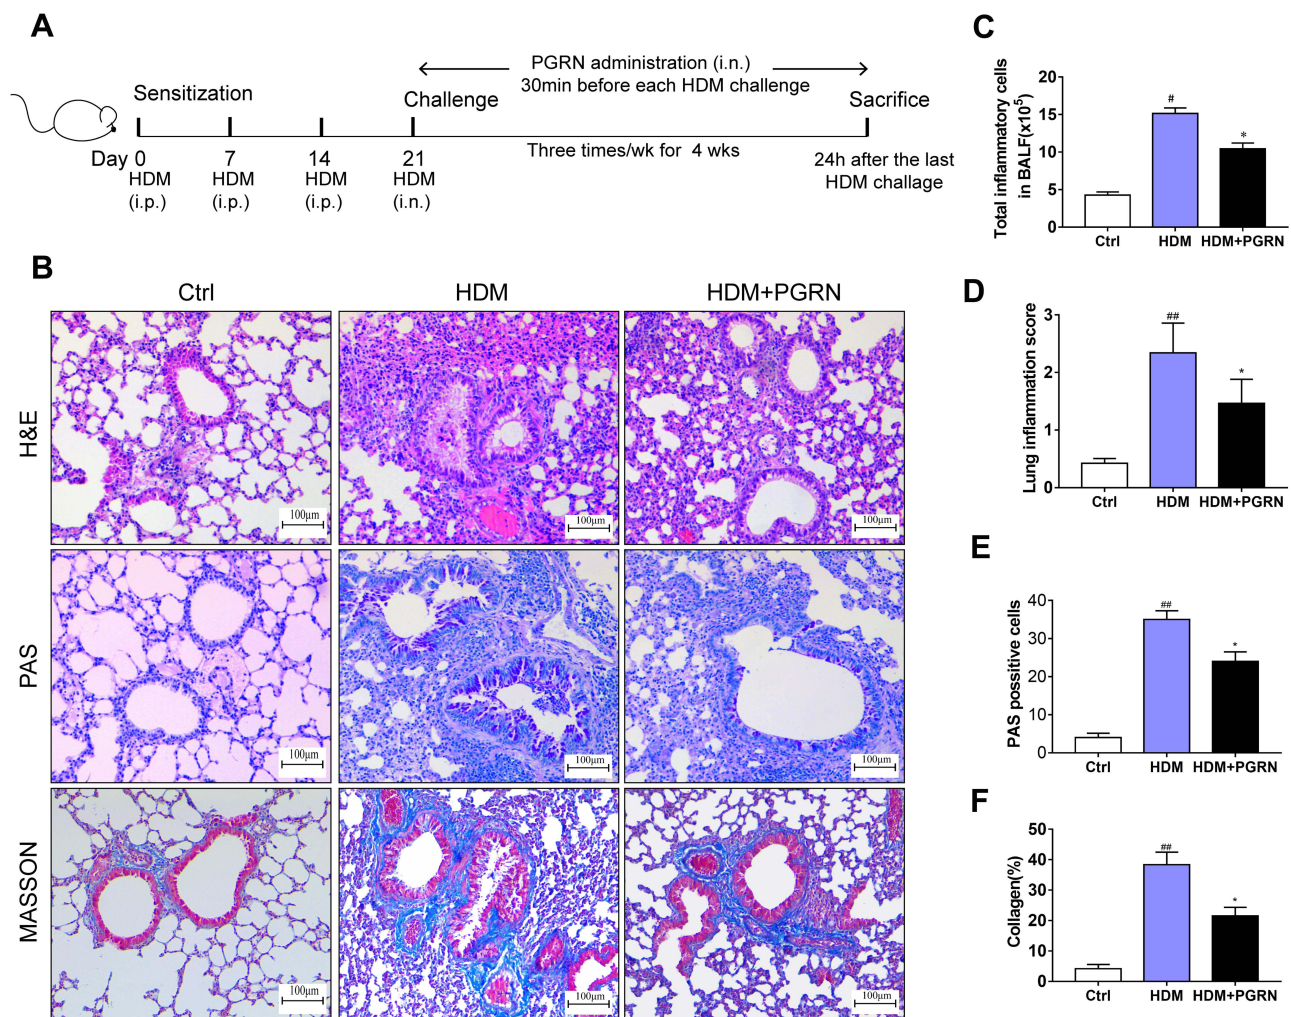 A
PGRN administration (i.n.)
30min before each HDM challenge
Sensitization
Challenge
Sacrifice
Day 0 7 14 21
Three times/wk for 4 wks
HDM HDM HDM HDM
(i.p.) (i.p.) (i.p.) (i.n.)
24h after the last
HDM challage
B
Ctrl HDM HDM+PGRN
H&E
100μm 100μm 100μm
PAS
100μm 100μm 100μm
MASSON
100μm 100μm 100μm
C
Total inflammatory cells
in BALF(x10⁵)
20
15
10
5
0
#
*
Ctrl HDM HDM+PGRN
D
Lung inflammation score
3
2
1
0
##
*
Ctrl HDM HDM+PGRN
E
PAS possitive cells
40
30
20
10
0
##
*
Ctrl HDM HDM+PGRN
F
Collagen(%)
50
40
30
20
10
0
##
*
Ctrl HDM HDM+PGRN